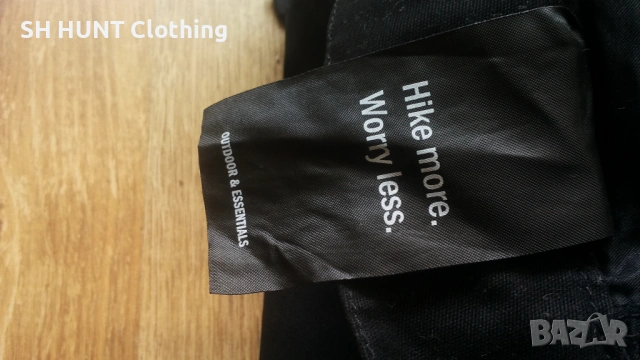 SH HUNT Clothing
Hike more.
Worry less.
OUTDOOR & ESSENTIALS
BAZAR